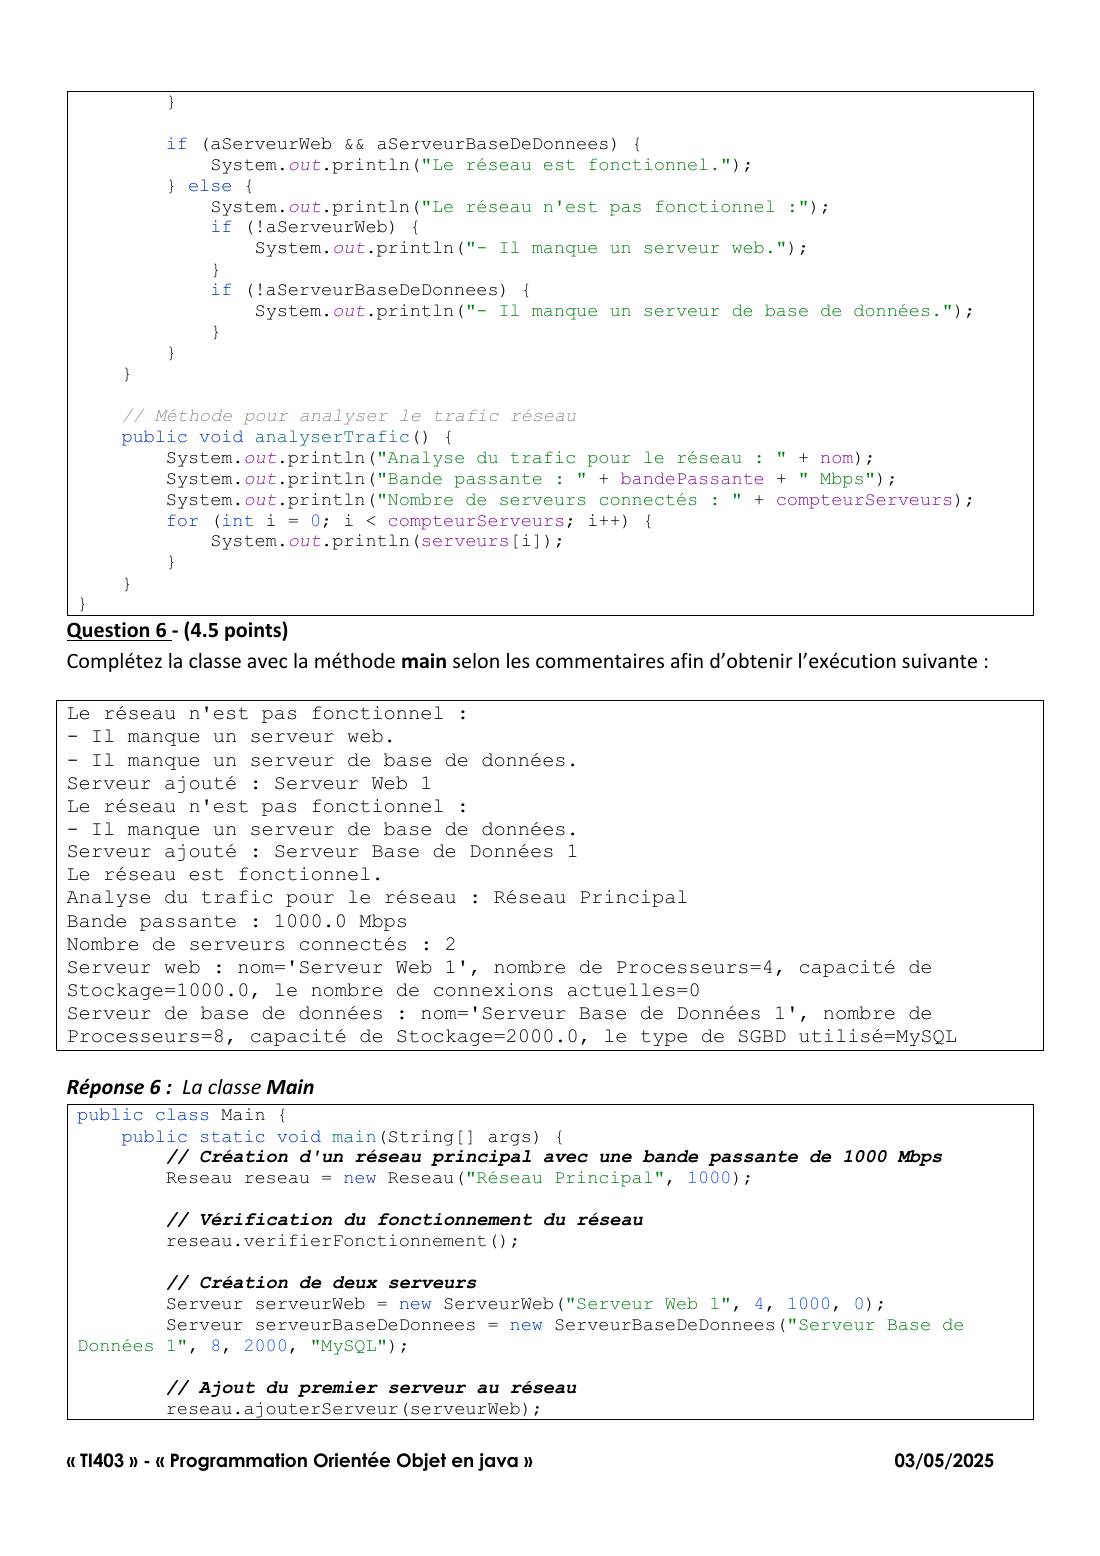 }

        if (aServeurWeb && aServeurBaseDeDonnees) {
            System.out.println("Le réseau est fonctionnel.");
        } else {
            System.out.println("Le réseau n'est pas fonctionnel :");
            if (!aServeurWeb) {
                System.out.println("- Il manque un serveur web.");
            }
            if (!aServeurBaseDeDonnees) {
                System.out.println("- Il manque un serveur de base de données.");
            }
        }
    }

    // Méthode pour analyser le trafic réseau
    public void analyserTrafic() {
        System.out.println("Analyse du trafic pour le réseau : " + nom);
        System.out.println("Bande passante : " + bandePassante + " Mbps");
        System.out.println("Nombre de serveurs connectés : " + compteurServeurs);
        for (int i = 0; i < compteurServeurs; i++) {
            System.out.println(serveurs[i]);
        }
    }
}
Question 6 - (4.5 points)
Complétez la classe avec la méthode main selon les commentaires afin d’obtenir l’exécution suivante :

Le réseau n'est pas fonctionnel :
- Il manque un serveur web.
- Il manque un serveur de base de données.
Serveur ajouté : Serveur Web 1
Le réseau n'est pas fonctionnel :
- Il manque un serveur de base de données.
Serveur ajouté : Serveur Base de Données 1
Le réseau est fonctionnel.
Analyse du trafic pour le réseau : Réseau Principal
Bande passante : 1000.0 Mbps
Nombre de serveurs connectés : 2
Serveur web : nom='Serveur Web 1', nombre de Processeurs=4, capacité de
Stockage=1000.0, le nombre de connexions actuelles=0
Serveur de base de données : nom='Serveur Base de Données 1', nombre de
Processeurs=8, capacité de Stockage=2000.0, le type de SGBD utilisé=MySQL

Réponse 6 : La classe Main
public class Main {
    public static void main(String[] args) {
        // Création d'un réseau principal avec une bande passante de 1000 Mbps
        Reseau reseau = new Reseau("Réseau Principal", 1000);

        // Vérification du fonctionnement du réseau
        reseau.verifierFonctionnement();

        // Création de deux serveurs
        Serveur serveurWeb = new ServeurWeb("Serveur Web 1", 4, 1000, 0);
        Serveur serveurBaseDeDonnees = new ServeurBaseDeDonnees("Serveur Base de
Données 1", 8, 2000, "MySQL");

        // Ajout du premier serveur au réseau
        reseau.ajouterServeur(serveurWeb);

« TI403 » - « Programmation Orientée Objet en java » 03/05/2025